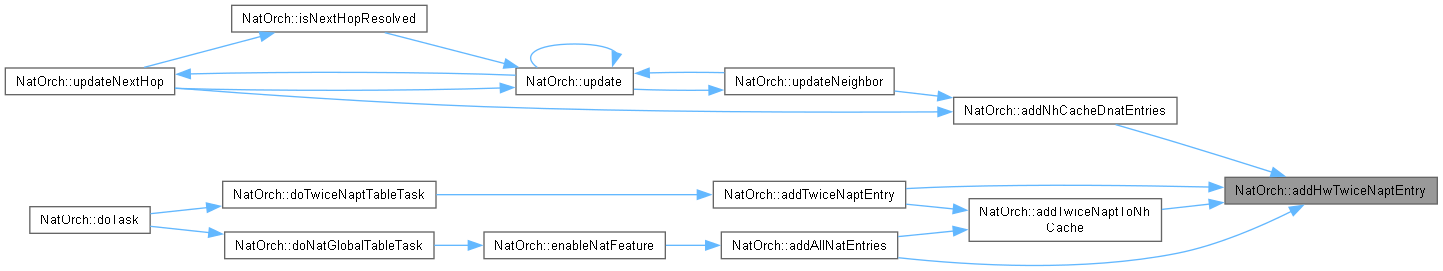 NatOrch::isNextHopResolved
NatOrch::updateNextHop
NatOrch::update
NatOrch::updateNeighbor
NatOrch::addNhCacheDnatEntries
NatOrch::doTwiceNaptTableTask
NatOrch::addTwiceNaptEntry
NatOrch::addHwTwiceNaptEntry
NatOrch::doTask
NatOrch::addTwiceNaptToNh
Cache
NatOrch::doNatGlobalTableTask
NatOrch::enableNatFeature
NatOrch::addAllNatEntries